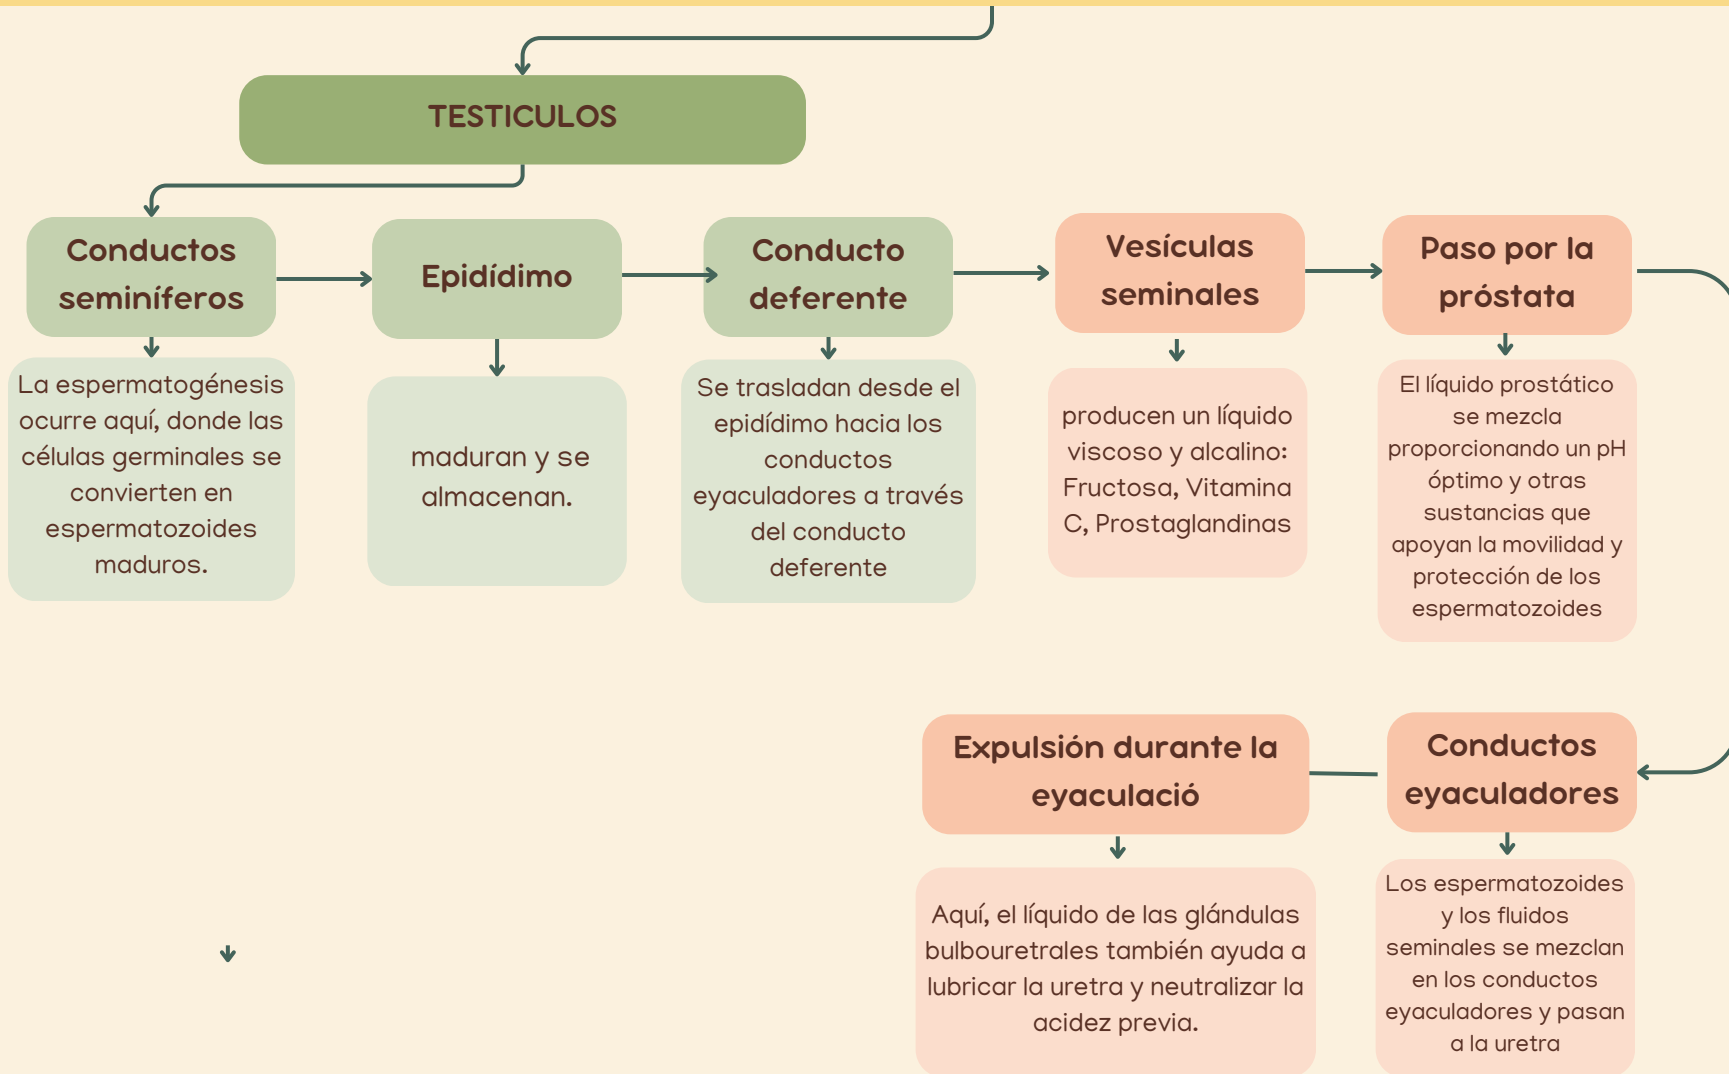 TESTICULOS
Conductos
seminíferos
La espermatogénesis
ocurre aquí, donde las
células germinales se
convierten en
espermatozoides
maduros.
Epidídimo
maduran y se
almacenan.
Conducto
deferente
Se trasladan desde el
epidídimo hacia los
conductos
eyaculadores a través
del conducto
deferente
Vesículas
seminales
producen un líquido
viscoso y alcalino:
Fructosa, Vitamina
C, Prostaglandinas
Paso por la
próstata
El líquido prostático
se mezcla
proporcionando un pH
óptimo y otras
sustancias que
apoyan la movilidad y
protección de los
espermatozoides
Conductos
eyaculadores
Los espermatozoides
y los fluidos
seminales se mezclan
en los conductos
eyaculadores y pasan
a la uretra
Expulsión durante la
eyaculació
Aquí, el líquido de las glándulas
bulbouretrales también ayuda a
lubricar la uretra y neutralizar la
acidez previa.